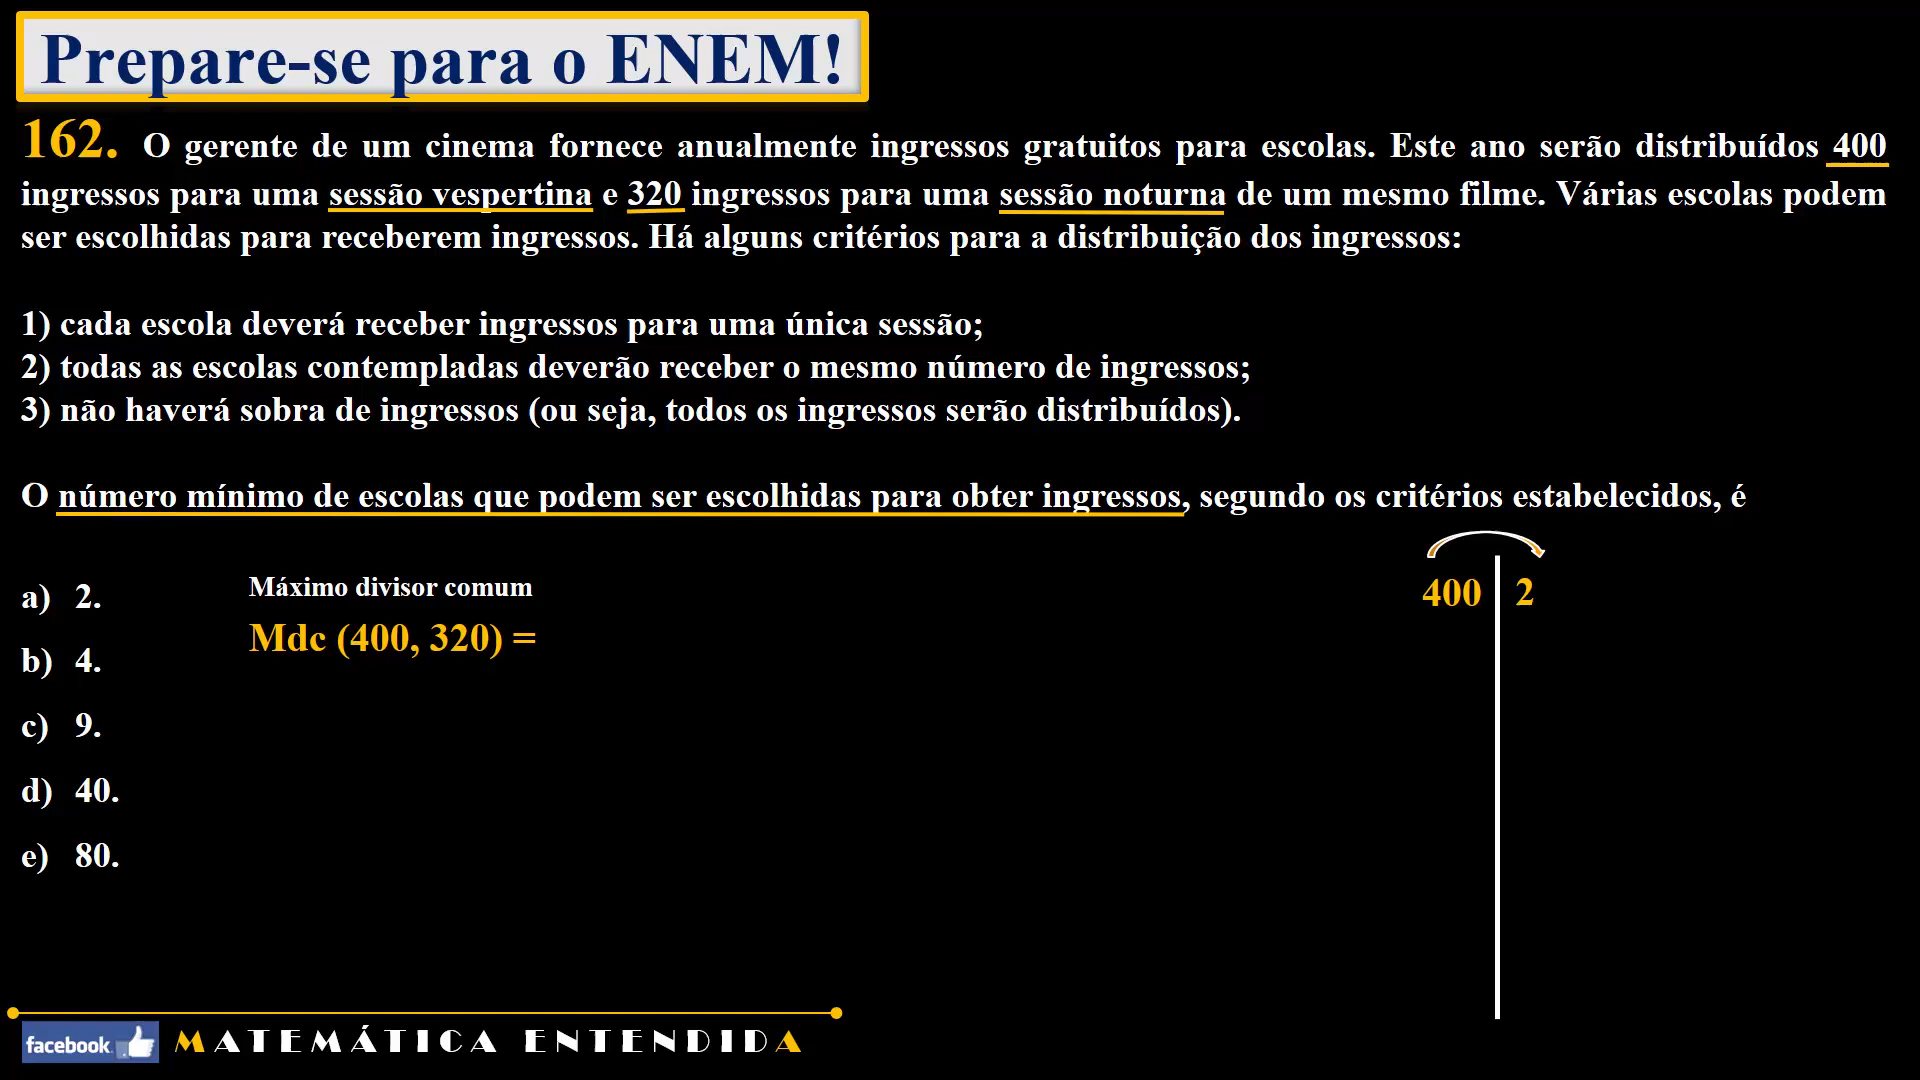 Prepare-se para o ENEM!
162. O gerente de um cinema fornece anualmente ingressos gratuitos para escolas. Este ano serão distribuídos 400
ingressos para uma sessão vespertina e 320 ingressos para uma sessão noturna de um mesmo filme. Várias escolas podem
ser escolhidas para receberem ingressos. Há alguns critérios para a distribuição dos ingressos:
1) cada escola deverá receber ingressos para uma única sessão;
2) todas as escolas contempladas deverão receber o mesmo número de ingressos;
3) não haverá sobra de ingressos (ou seja, todos os ingressos serão distribuídos).
O número mínimo de escolas que podem ser escolhidas para obter ingressos, segundo os critérios estabelecidos, é
a) 2.
b) 4.
c) 9.
d) 40.
e) 80.
Máximo divisor comum
Mdc (400, 320) =
400 2
facebook
MATEMÁTICA ENTENDIDA